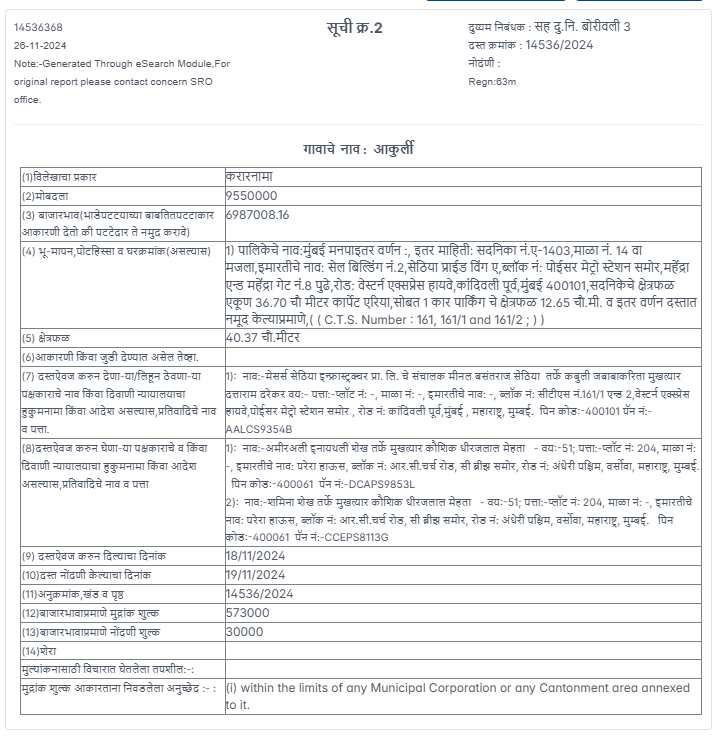 14536368
26-11-2024
Note:-Generated Through eSearch Module,For
original report please contact concern SRO
office.
सूची क्र.2
दुय्यम निबंधक : सह दु.नि. बोरीवली 3
दस्त क्रमांक : 14536/2024
नोदंणी :
Regn:63m
गावाचे नाव : आकुर्ली
(1)विलेखाचा प्रकार
करारनामा
(2)मोबदला
9550000
(3) बाजारभाव(भाडेपटटयाच्या बाबतितपटटाकार
आकारणी देतो की पटटेदार ते नमुद करावे)
6987008.16
(4) भू-मापन,पोटहिस्सा व घरक्रमांक(असल्यास)
1) पालिकेचे नाव:मुंबई मनपाइतर वर्णन :, इतर माहिती: सदनिका नं.ए-1403,माळा नं. 14 वा
मजला,इमारतीचे नाव: सेल बिल्डिंग नं.2,सेठिया प्राईड विंग ए,ब्लॉक नं: पोईसर मेट्रो स्टेशन समोर,महेंद्रा
एन्ड महेंद्रा गेट नं.8 पुढे,रोड: वेस्टर्न एक्सप्रेस हायवे,कांदिवली पूर्व,मुंबई 400101,सदनिकेचे क्षेत्रफळ
एकूण 36.70 चौ मीटर कार्पेट एरिया,सोबत 1 कार पार्किंग चे क्षेत्रफळ 12.65 चौ.मी. व इतर वर्णन दस्तात
नमूद केल्याप्रमाणे,( ( C.T.S. Number : 161, 161/1 and 161/2 ; ) )
(5) क्षेत्रफळ
40.37 चौ.मीटर
(6)आकारणी किंवा जुडी देण्यात असेल तेव्हा.
(7) दस्तऐवज करुन देणा-या/लिहून ठेवणा-या
पक्षकाराचे नाव किंवा दिवाणी न्यायालयाचा
हुकुमनामा किंवा आदेश असल्यास,प्रतिवादिचे नाव
व पत्ता.
1): नाव:-मेसर्स सेठिया इन्फ्रास्ट्रक्चर प्रा. लि. चे संचालक मीनल बसंतराज सेठिया तर्फे कबुली जबाबाकरिता मुखत्यार
दत्ताराम दरेकर वय:- पत्ता:-प्लॉट नं: -, माळा नं: -, इमारतीचे नाव: -, ब्लॉक नं: सीटीएस नं.161/1 एन्ड 2,वेस्टर्न एक्स्प्रेस
हायवे,पोईसर मेट्रो स्टेशन समोर , रोड नं: कांदिवली पूर्व,मुंबई , महाराष्ट्र, मुम्बई. पिन कोड:-400101 पॅन नं:-
AALCS9354B
(8)दस्तऐवज करुन घेणा-या पक्षकाराचे व किंवा
दिवाणी न्यायालयाचा हुकुमनामा किंवा आदेश
असल्यास,प्रतिवादिचे नाव व पत्ता
1): नाव:-अमीरअली इनायथली शेख तर्फे मुखत्यार कौशिक धीरजलाल मेहता - वय:-51; पत्ता:-प्लॉट नं: 204, माळा नं:
-, इमारतीचे नाव: परेरा हाऊस, ब्लॉक नं: आर.सी.चर्च रोड, सी ब्रीझ समोर, रोड नं: अंधेरी पश्चिम, वर्सोवा, महाराष्ट्र, मुम्बई.
पिन कोड:-400061 पॅन नं:-DCAPS9853L
2): नाव:-शमिना शेख तर्फे मुखत्यार कौशिक धीरजलाल मेहता - वय:-51; पत्ता:-प्लॉट नं: 204, माळा नं: -, इमारतीचे
नाव: परेरा हाऊस, ब्लॉक नं: आर.सी.चर्च रोड, सी ब्रीझ समोर, रोड नं: अंधेरी पश्चिम, वर्सोवा, महाराष्ट्र, मुम्बई. पिन
कोड:-400061 पॅन नं:-CCEPS8113G
(9) दस्तऐवज करुन दिल्याचा दिनांक
18/11/2024
(10)दस्त नोंदणी केल्याचा दिनांक
19/11/2024
(11)अनुक्रमांक,खंड व पृष्ठ
14536/2024
(12)बाजारभावाप्रमाणे मुद्रांक शुल्क
573000
(13)बाजारभावाप्रमाणे नोंदणी शुल्क
30000
(14)शेरा
मुल्यांकनासाठी विचारात घेतलेला तपशील:-:
मुद्रांक शुल्क आकारताना निवडलेला अनुच्छेद :- :
(i) within the limits of any Municipal Corporation or any Cantonment area annexed
to it.